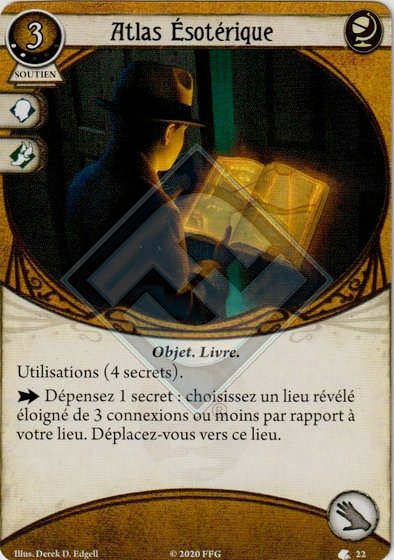 3
Atlas Ésotérique
SOUTIEN
Objet. Livre.
Utilisations (4 secrets).
Dépensez 1 secret : choisissez un lieu révélé
éloigné de 3 connexions ou moins par rapport à
votre lieu. Déplacez-vous vers ce lieu.
®
Illus. Derek D. Edgell
© 2020 FFG
22